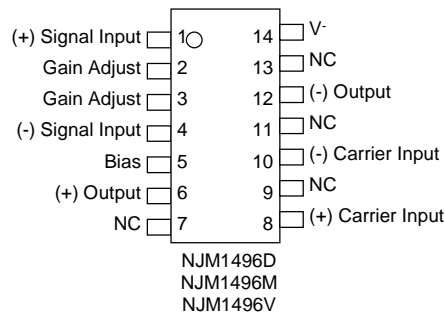 (+) Signal Input 1 14 V-
Gain Adjust 2 13 NC
Gain Adjust 3 12 (-) Output
(-) Signal Input 4 11 NC
Bias 5 10 (-) Carrier Input
(+) Output 6 9 NC
NC 7 8 (+) Carrier Input
NJM1496D
NJM1496M
NJM1496V